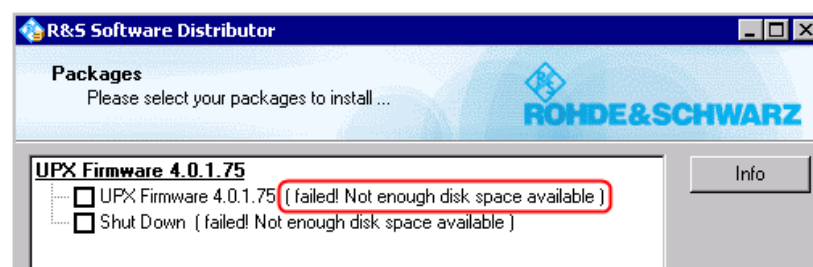 R&S Software Distributor
Packages
Please select your packages to install ...
ROHDE&SCHWARZ
UPX Firmware 4.0.1.75
UPX Firmware 4.0.1.75 ( failed! Not enough disk space available )
Shut Down ( failed! Not enough disk space available )
Info